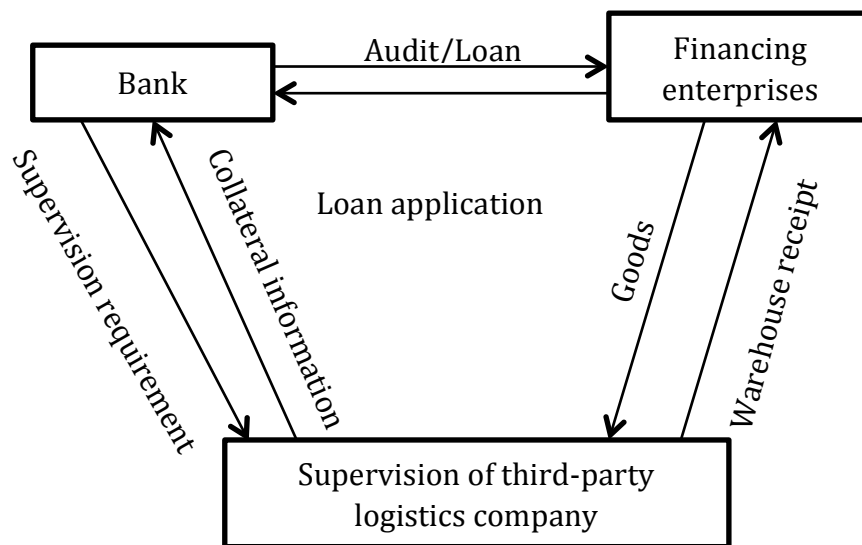 Audit/Loan
Bank
Financing
enterprises
Supervision requirement
Collateral information
Loan application
Goods
Warehouse receipt
Supervision of third-party
logistics company